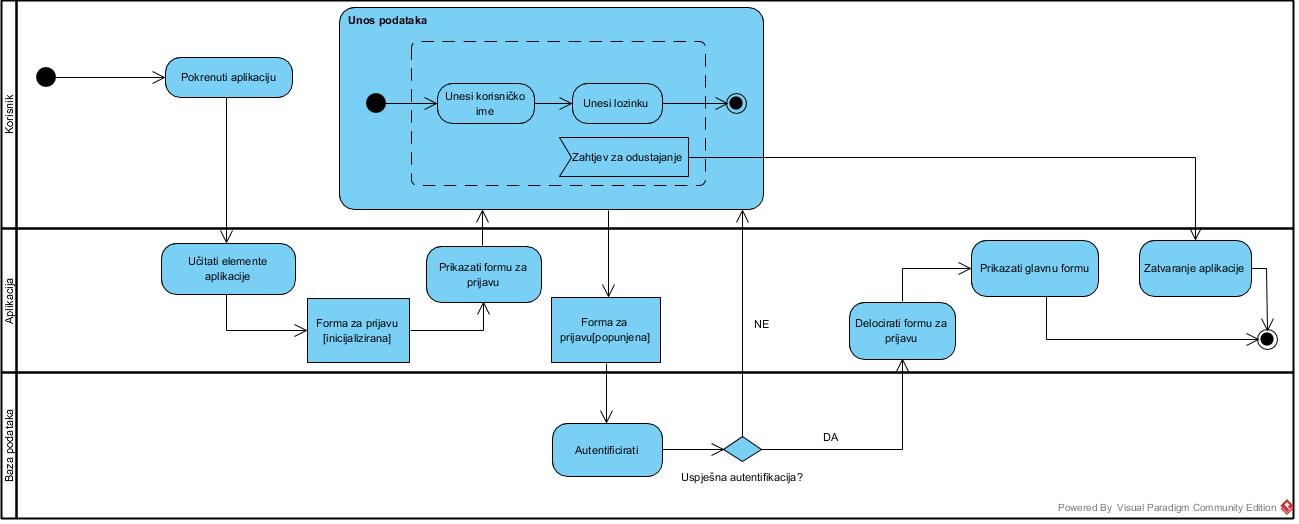 Korisnik
Pokrenuti aplikaciju
Unos podataka
Unesi korisničko
ime
Unesi lozinku
Zahtjev za odustajanje
Aplikacija
Učitati elemente
aplikacije
Forma za prijavu
[inicijalizirana]
Prikazati formu za
prijavu
Forma za
prijavu[popunjena]
NE
Delocirati formu za
prijavu
Prikazati glavnu formu
Zatvaranje aplikacije
Baza podataka
Autentificirati
Uspješna autentifikacija?
DA
Powered By Visual Paradigm Community Edition